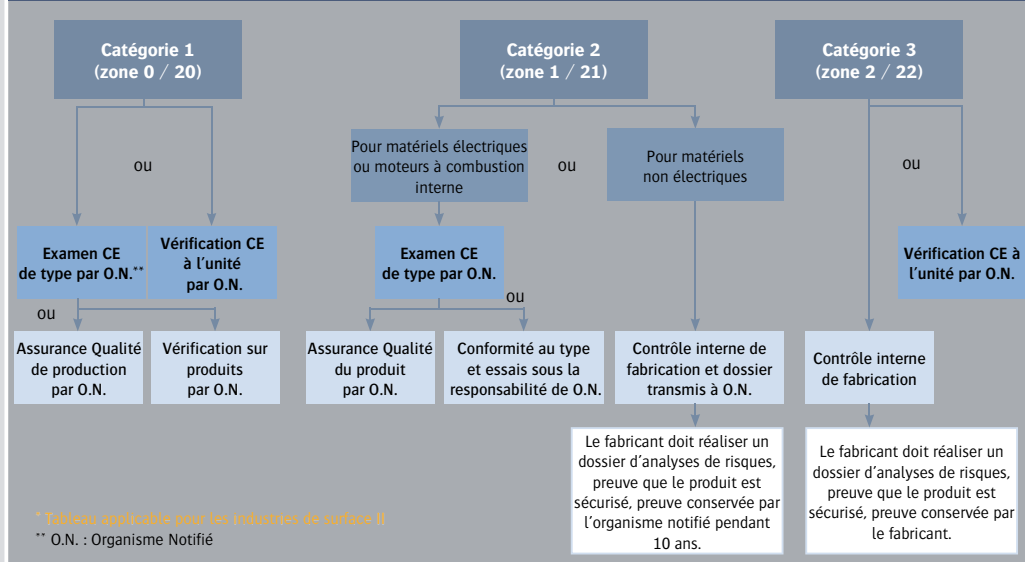 Catégorie 1
(zone 0 / 20)
Catégorie 2
(zone 1 / 21)
Catégorie 3
(zone 2 / 22)
ou
Pour matériels électriques
ou moteurs à combustion
interne
ou
Pour matériels
non électriques
ou
Examen CE
de type par O.N.**
Vérification CE
à l'unité
par O.N.
Examen CE
de type par O.N.
Vérification CE à
l'unité par O.N.
ou
ou
Assurance Qualité
de production
par O.N.
Vérification sur
produits
par O.N.
Assurance Qualité
du produit
par O.N.
Conformité au type
et essais sous la
responsabilité de O.N.
Contrôle interne de
fabrication et dossier
transmis à O.N.
Contrôle interne
de fabrication
Le fabricant doit réaliser un
dossier d'analyses de risques,
preuve que le produit est
sécurisé, preuve conservée par
l'organisme notifié pendant
10 ans.
Le fabricant doit réaliser un
dossier d'analyses de risques,
preuve que le produit est
sécurisé, preuve conservée par
le fabricant.
* Tableau applicable pour les industries de surface II
** O.N. : Organisme Notifié